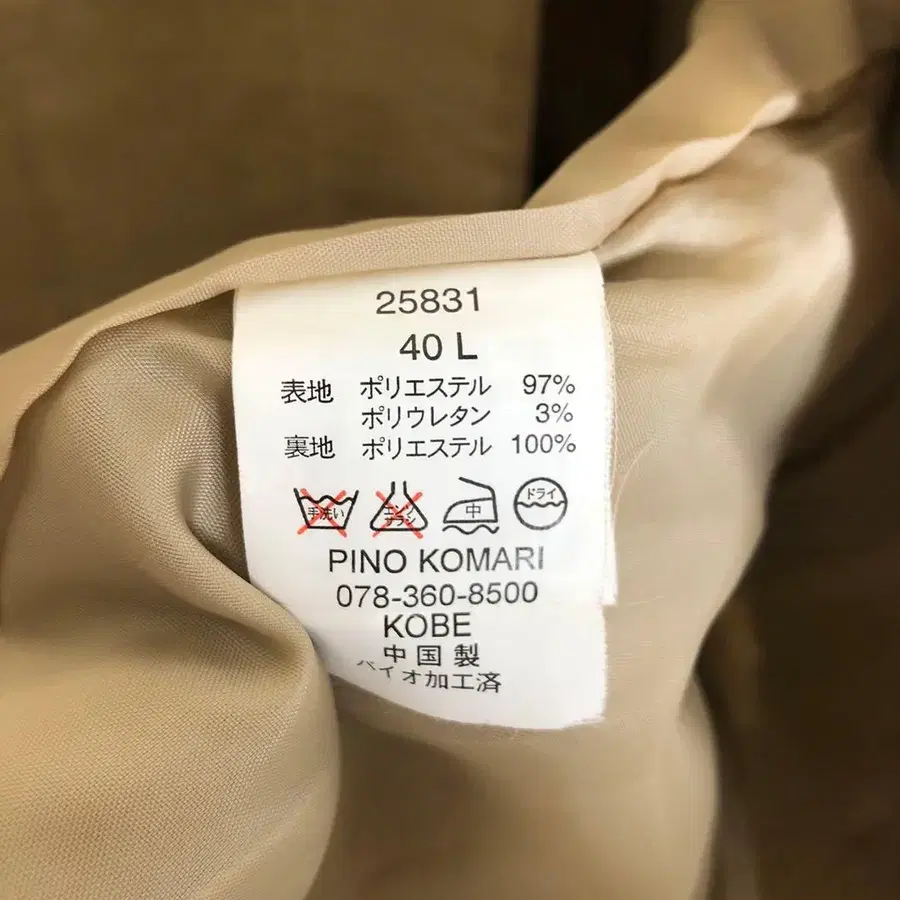 25831
40 L
表地 ポリエステル 97%
ポリウレタン 3%
裏地 ポリエステル 100%
手洗い エンソサラシ 中 ドライ
PINO KOMARI
078-360-8500
KOBE
中国製
バイオ加工済